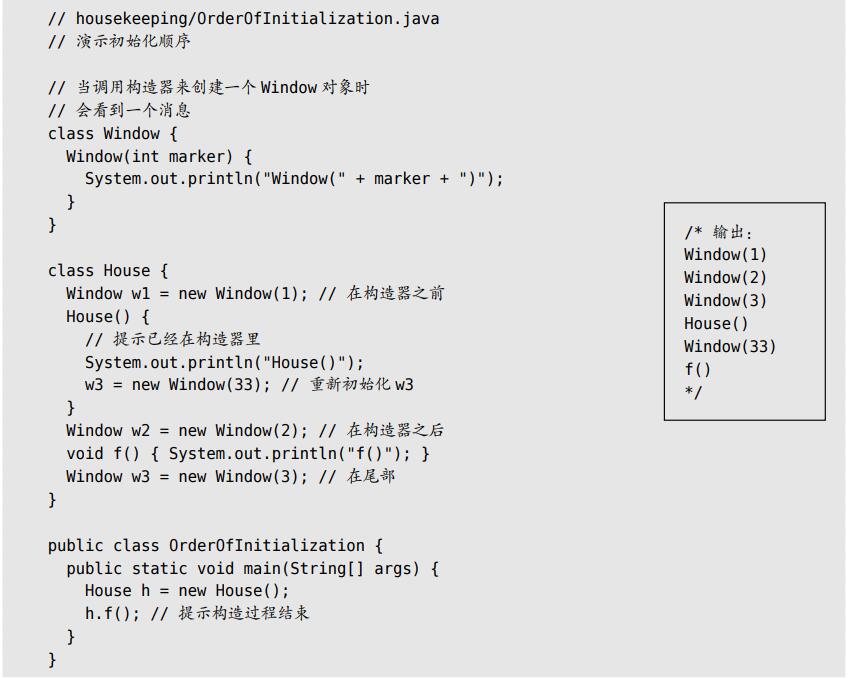 // housekeeping/OrderOfInitialization.java
// 演示初始化顺序

// 当调用构造器来创建一个 Window 对象时
// 会看到一个消息
class Window {
  Window(int marker) {
    System.out.println("Window(" + marker + ")");
  }
}

class House {
  Window w1 = new Window(1); // 在构造器之前
  House() {
    // 提示已经在构造器里
    System.out.println("House()");
    w3 = new Window(33); // 重新初始化 w3
  }
  Window w2 = new Window(2); // 在构造器之后
  void f() { System.out.println("f()"); }
  Window w3 = new Window(3); // 在尾部
}

public class OrderOfInitialization {
  public static void main(String[] args) {
    House h = new House();
    h.f(); // 提示构造过程结束
  }
}
/* 输出：
Window(1)
Window(2)
Window(3)
House()
Window(33)
f()
*/